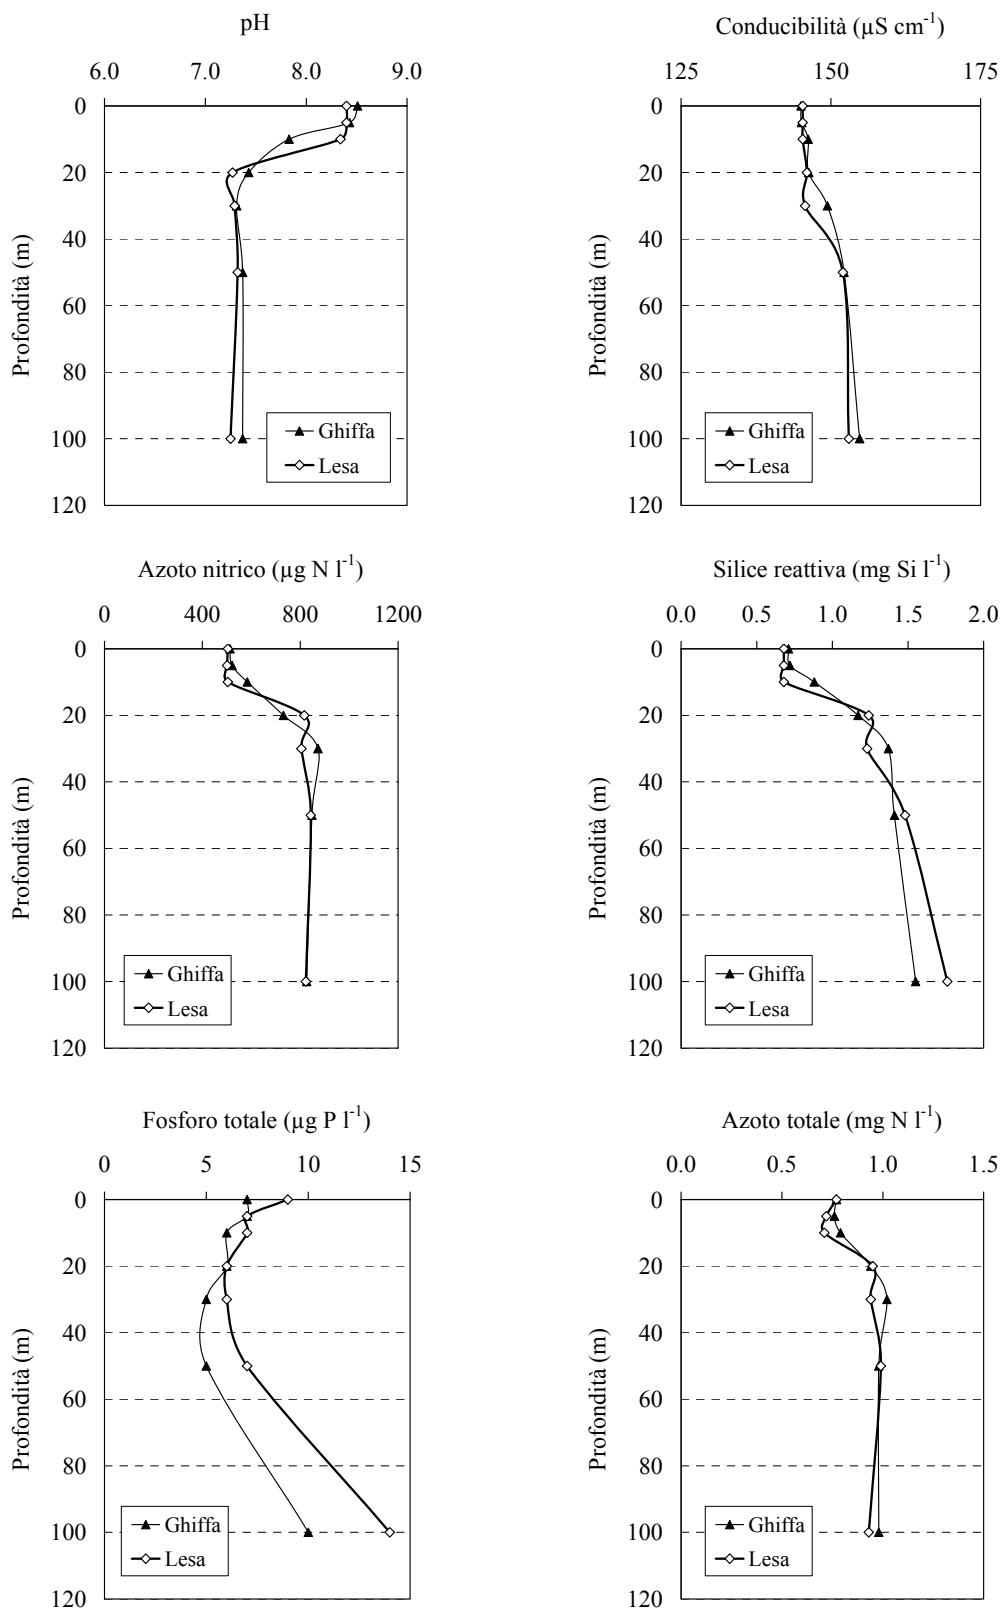 pH
6.0 7.0 8.0 9.0
0
20
40
60
80
100
120
Profondità (m)
Ghiffa
Lesa
Conducibilità (µS cm-1)
125 150 175
0
20
40
60
80
100
120
Profondità (m)
Ghiffa
Lesa
Azoto nitrico (µg N l-1)
0 400 800 1200
0
20
40
60
80
100
120
Profondità (m)
Ghiffa
Lesa
Silice reattiva (mg Si l-1)
0.0 0.5 1.0 1.5 2.0
0
20
40
60
80
100
120
Profondità (m)
Ghiffa
Lesa
Fosforo totale (µg P l-1)
0 5 10 15
0
20
40
60
80
100
120
Profondità (m)
Ghiffa
Lesa
Azoto totale (mg N l-1)
0.0 0.5 1.0 1.5
0
20
40
60
80
100
120
Profondità (m)
Ghiffa
Lesa